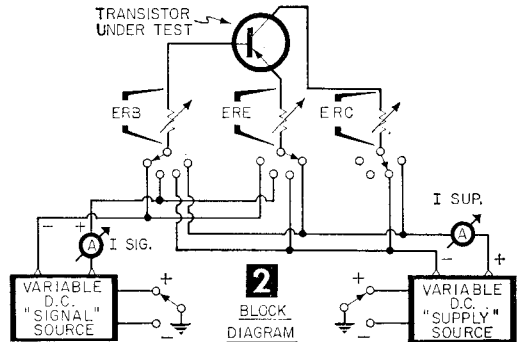 TRANSISTOR
UNDER TEST
ERB
ERE
ERC
I SUP.
- +
A
I SIG.
A
- +
VARIABLE
D.C.
"SIGNAL"
SOURCE
+
-
2
BLOCK
DIAGRAM
+
-
VARIABLE
D.C.
"SUPPLY"
SOURCE